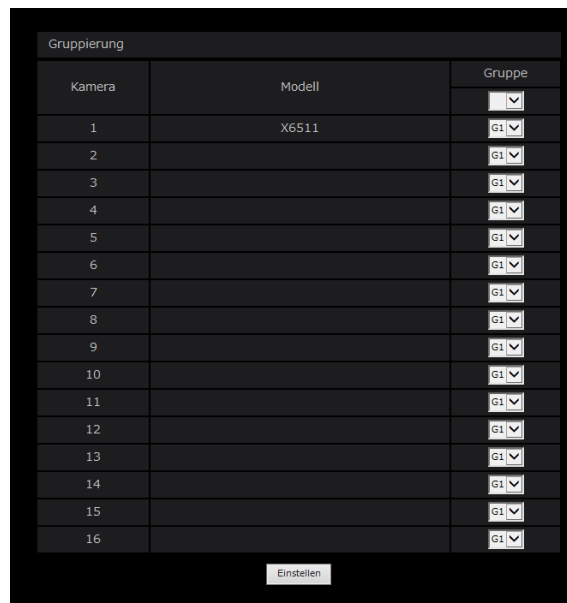 Gruppierung
Kamera Modell Gruppe
1 X6511 G1
2 G1
3 G1
4 G1
5 G1
6 G1
7 G1
8 G1
9 G1
10 G1
11 G1
12 G1
13 G1
14 G1
15 G1
16 G1
Einstellen